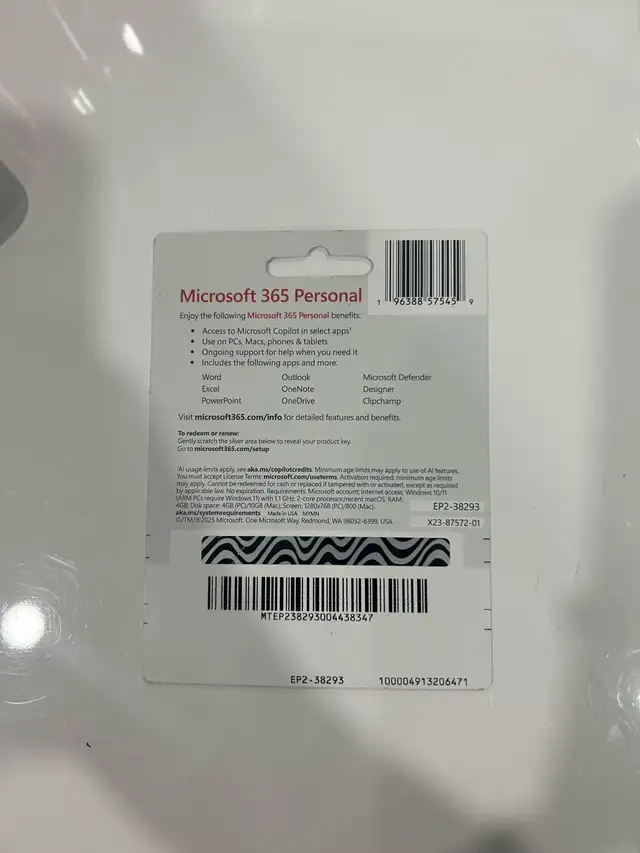 Microsoft 365 Personal
1 96388 57545 9
Enjoy the following Microsoft 365 Personal benefits:
• Access to Microsoft Copilot in select apps¹
• Use on PCs, Macs, phones & tablets
• Ongoing support for help when you need it
• Includes the following apps and more:
Word Outlook Microsoft Defender
Excel OneNote Designer
PowerPoint OneDrive Clipchamp
Visit microsoft365.com/info for detailed features and benefits.
To redeem or renew:
Gently scratch the silver area below to reveal your product key.
Go to microsoft365.com/setup
¹AI usage limits apply, see aka.ms/copilotcredits. Minimum age limits may apply to use of AI features.
You must accept License Terms: microsoft.com/useterms. Activation required; minimum age limits
may apply. Cannot be redeemed for cash or replaced if tampered with or activated, except as required
by applicable law. No expiration. Requirements: Microsoft account; Internet access; Windows 10/11
(ARM PCs require Windows 11) with 1.1 GHz, 2-core processor/recent macOS; RAM:
4GB; Disk space: 4GB (PC)/10GB (Mac); Screen: 1280x768 (PC)/800 (Mac).
aka.ms/systemrequirements Made in USA MYMN
©/TM/®2025 Microsoft. One Microsoft Way, Redmond, WA 98052-6399, USA
EP2-38293
X23-87572-01
MTEP238293004438347
EP2-38293 100004913206471